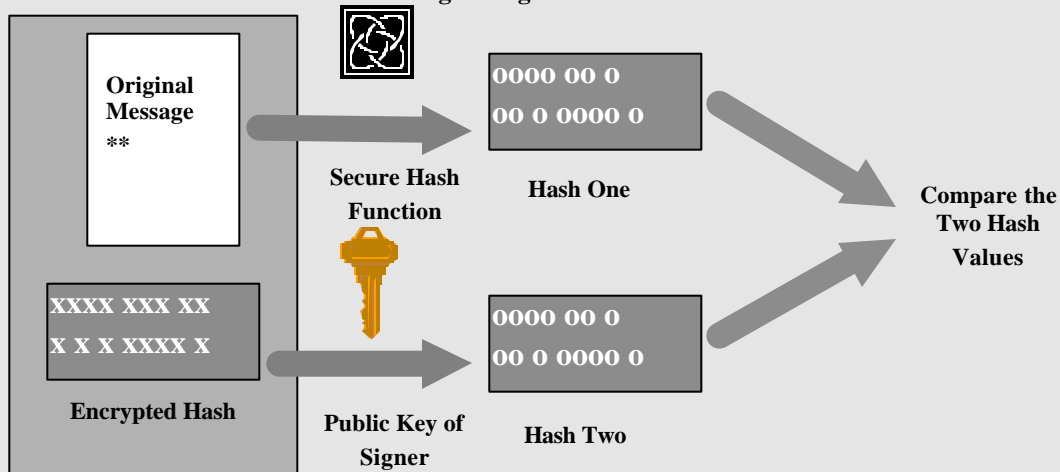 Original
Message
**
Secure Hash
Function
0000 00 0
00 0 0000 0
Hash One
Compare the
Two Hash
Values
XXXX XXX XX
X X X XXXX X
Encrypted Hash
Public Key of
Signer
0000 00 0
00 0 0000 0
Hash Two